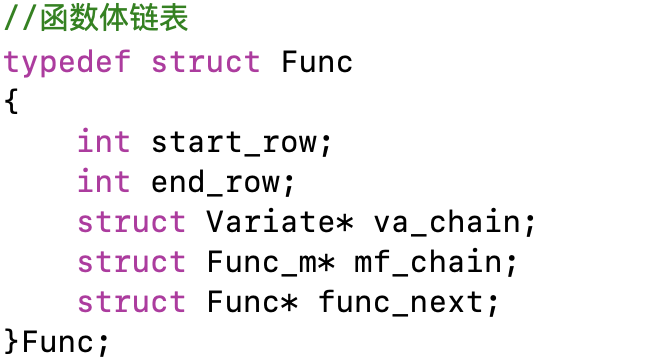 //函数体链表
typedef struct Func
{
    int start_row;
    int end_row;
    struct Variate* va_chain;
    struct Func_m* mf_chain;
    struct Func* func_next;
}Func;